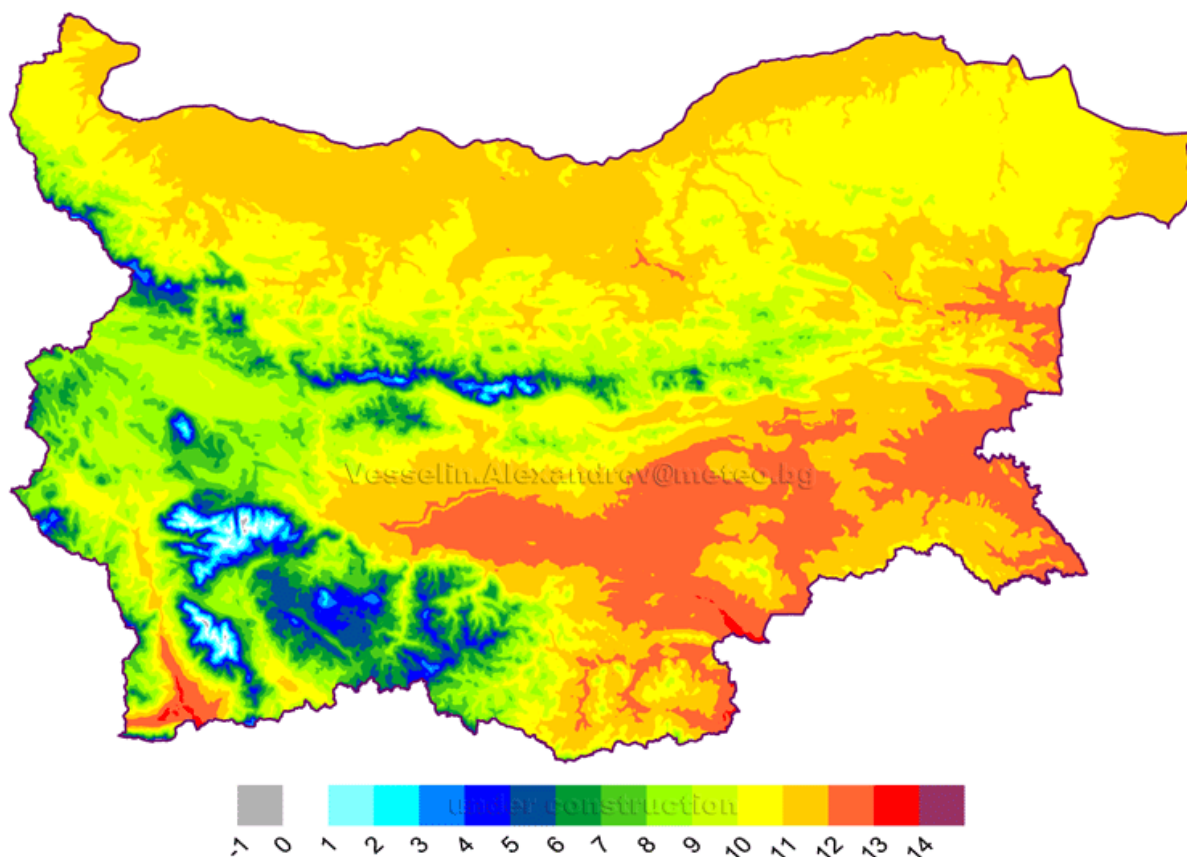 Vesselin.Alexandrov@meteo.bg
under construction
-1 0 1 2 3 4 5 6 7 8 9 10 11 12 13 14